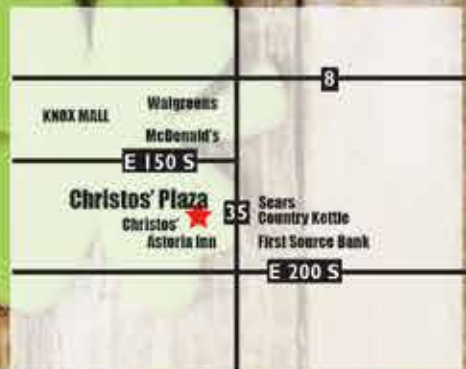 8
Walgreens
KNOX MALL
McDonald's
E 150 S
Christos' Plaza
Christos'
Astoria Inn
35
Sears
Country Kettle
First Source Bank
E 200 S